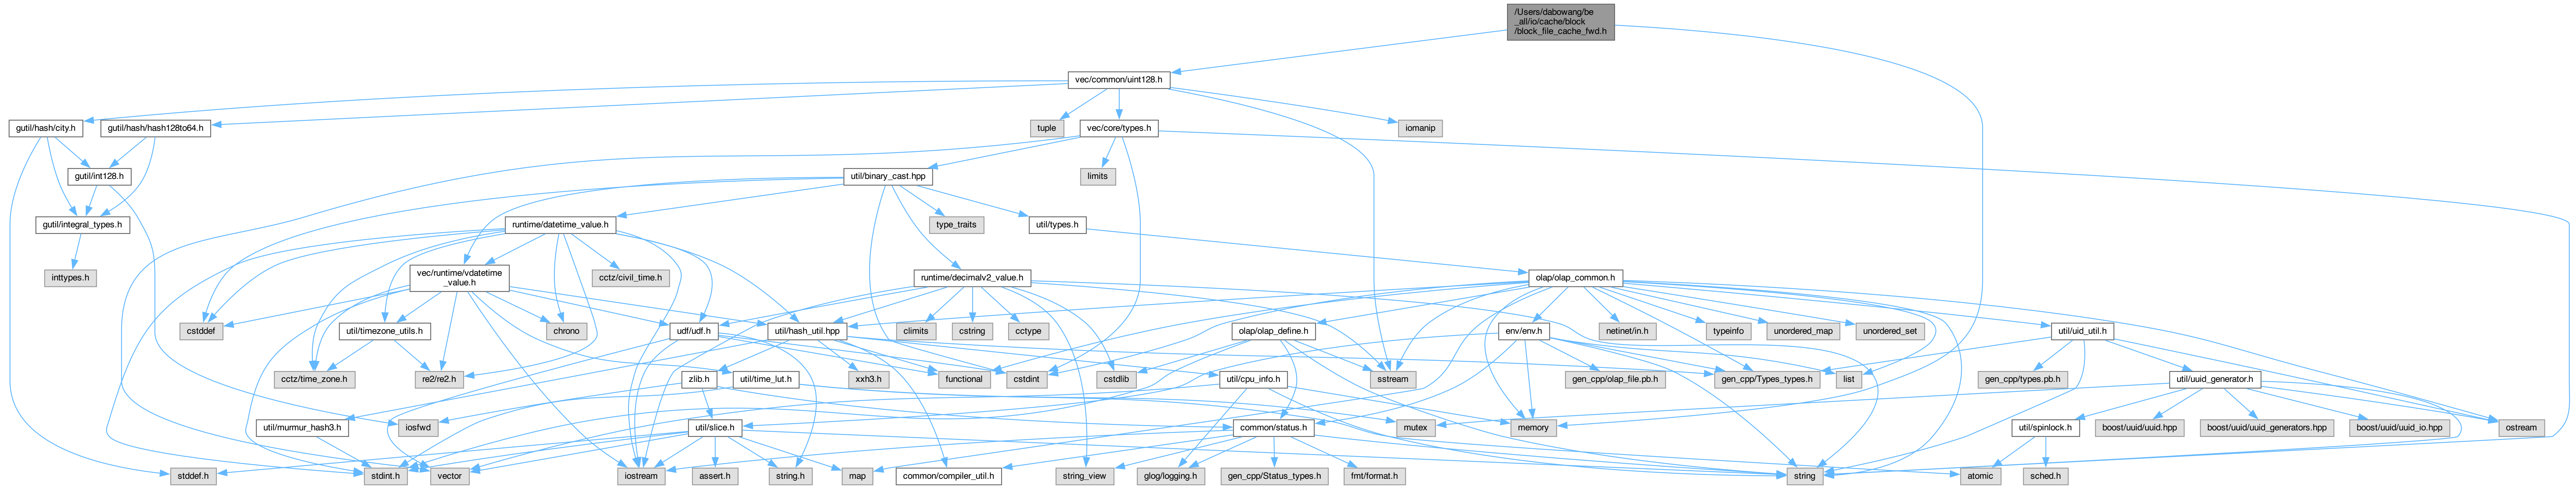 /Users/dabowang/be
_all/io/cache/block
/block_file_cache_fwd.h
vec/common/uint128.h
gutil/hash/city.h
gutil/hash/hash128to64.h
tuple
vec/core/types.h
iomanip
gutil/int128.h
util/binary_cast.hpp
limits
gutil/integral_types.h
runtime/datetime_value.h
type_traits
util/types.h
inttypes.h
vec/runtime/vdatetime
_value.h
cctz/civil_time.h
runtime/decimalv2_value.h
olap/olap_common.h
cstddef
util/timezone_utils.h
chrono
udf/udf.h
util/hash_util.hpp
climits
cstring
cctype
olap/olap_define.h
env/env.h
netinet/in.h
typeinfo
unordered_map
unordered_set
util/uid_util.h
cctz/time_zone.h
re2/re2.h
zlib.h
util/time_lut.h
xxh3.h
functional
cstdint
cstdlib
util/cpu_info.h
sstream
gen_cpp/olap_file.pb.h
gen_cpp/Types_types.h
list
gen_cpp/types.pb.h
util/uuid_generator.h
util/murmur_hash3.h
iosfwd
util/slice.h
common/status.h
mutex
memory
util/spinlock.h
boost/uuid/uuid.hpp
boost/uuid/uuid_generators.hpp
boost/uuid/uuid_io.hpp
ostream
stddef.h
stdint.h
vector
iostream
assert.h
string.h
map
common/compiler_util.h
string_view
glog/logging.h
gen_cpp/Status_types.h
fmt/format.h
string
atomic
sched.h